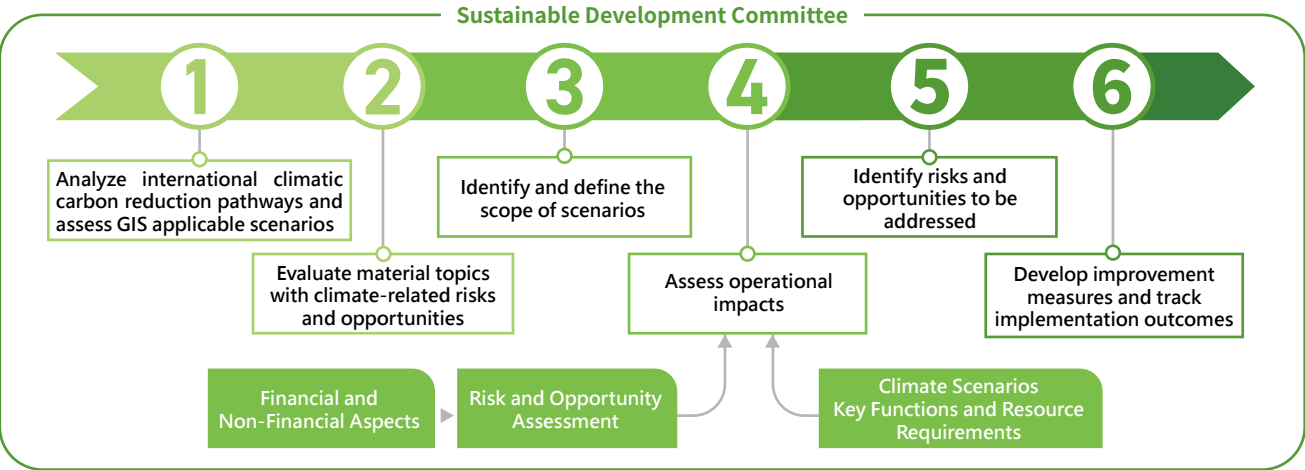 Sustainable Development Committee
1
2
3
4
5
6
Analyze international climatic
carbon reduction pathways and
assess GIS applicable scenarios
Evaluate material topics
with climate-related risks
and opportunities
Identify and define the
scope of scenarios
Assess operational
impacts
Identify risks and
opportunities to be
addressed
Develop improvement
measures and track
implementation outcomes
Financial and
Non-Financial Aspects
Risk and Opportunity
Assessment
Climate Scenarios
Key Functions and Resource
Requirements